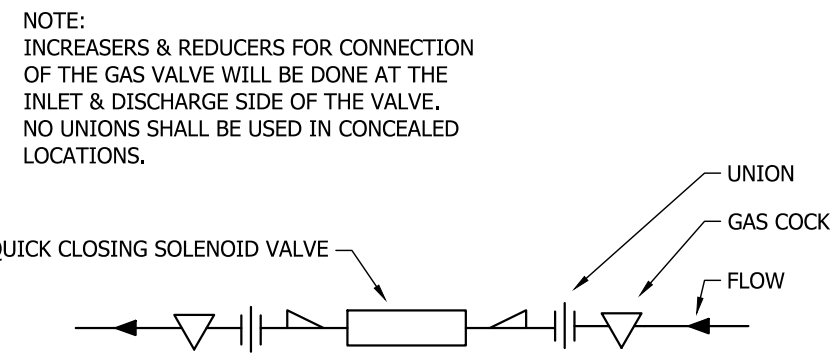 NOTE:
INCREASERS & REDUCERS FOR CONNECTION
OF THE GAS VALVE WILL BE DONE AT THE
INLET & DISCHARGE SIDE OF THE VALVE.
NO UNIONS SHALL BE USED IN CONCEALED
LOCATIONS.
UNION
GAS COCK
QUICK CLOSING SOLENOID VALVE
FLOW